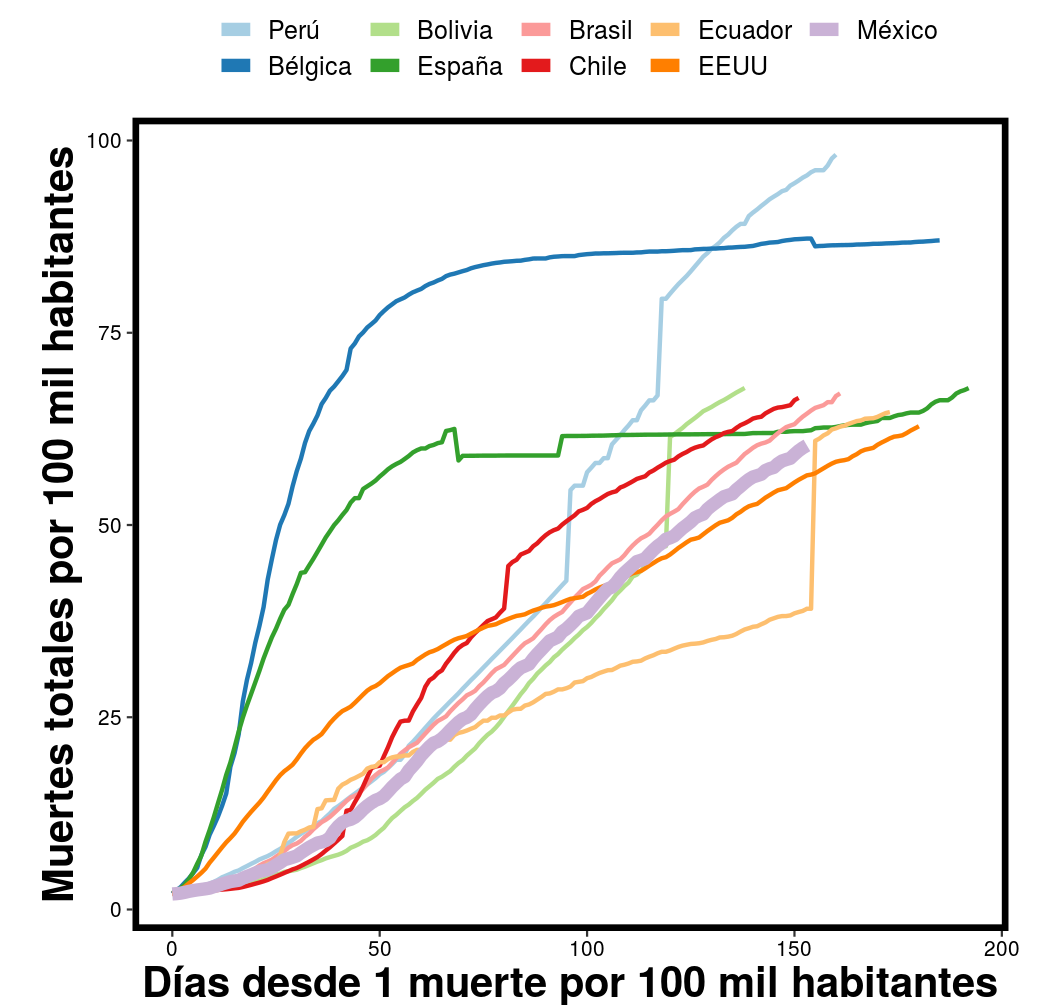 Perú Bolivia Brasil Ecuador México
Bélgica España Chile EEUU
Muertes totales por 100 mil habitantes
100
75
50
25
0
0 50 100 150 200
Días desde 1 muerte por 100 mil habitantes